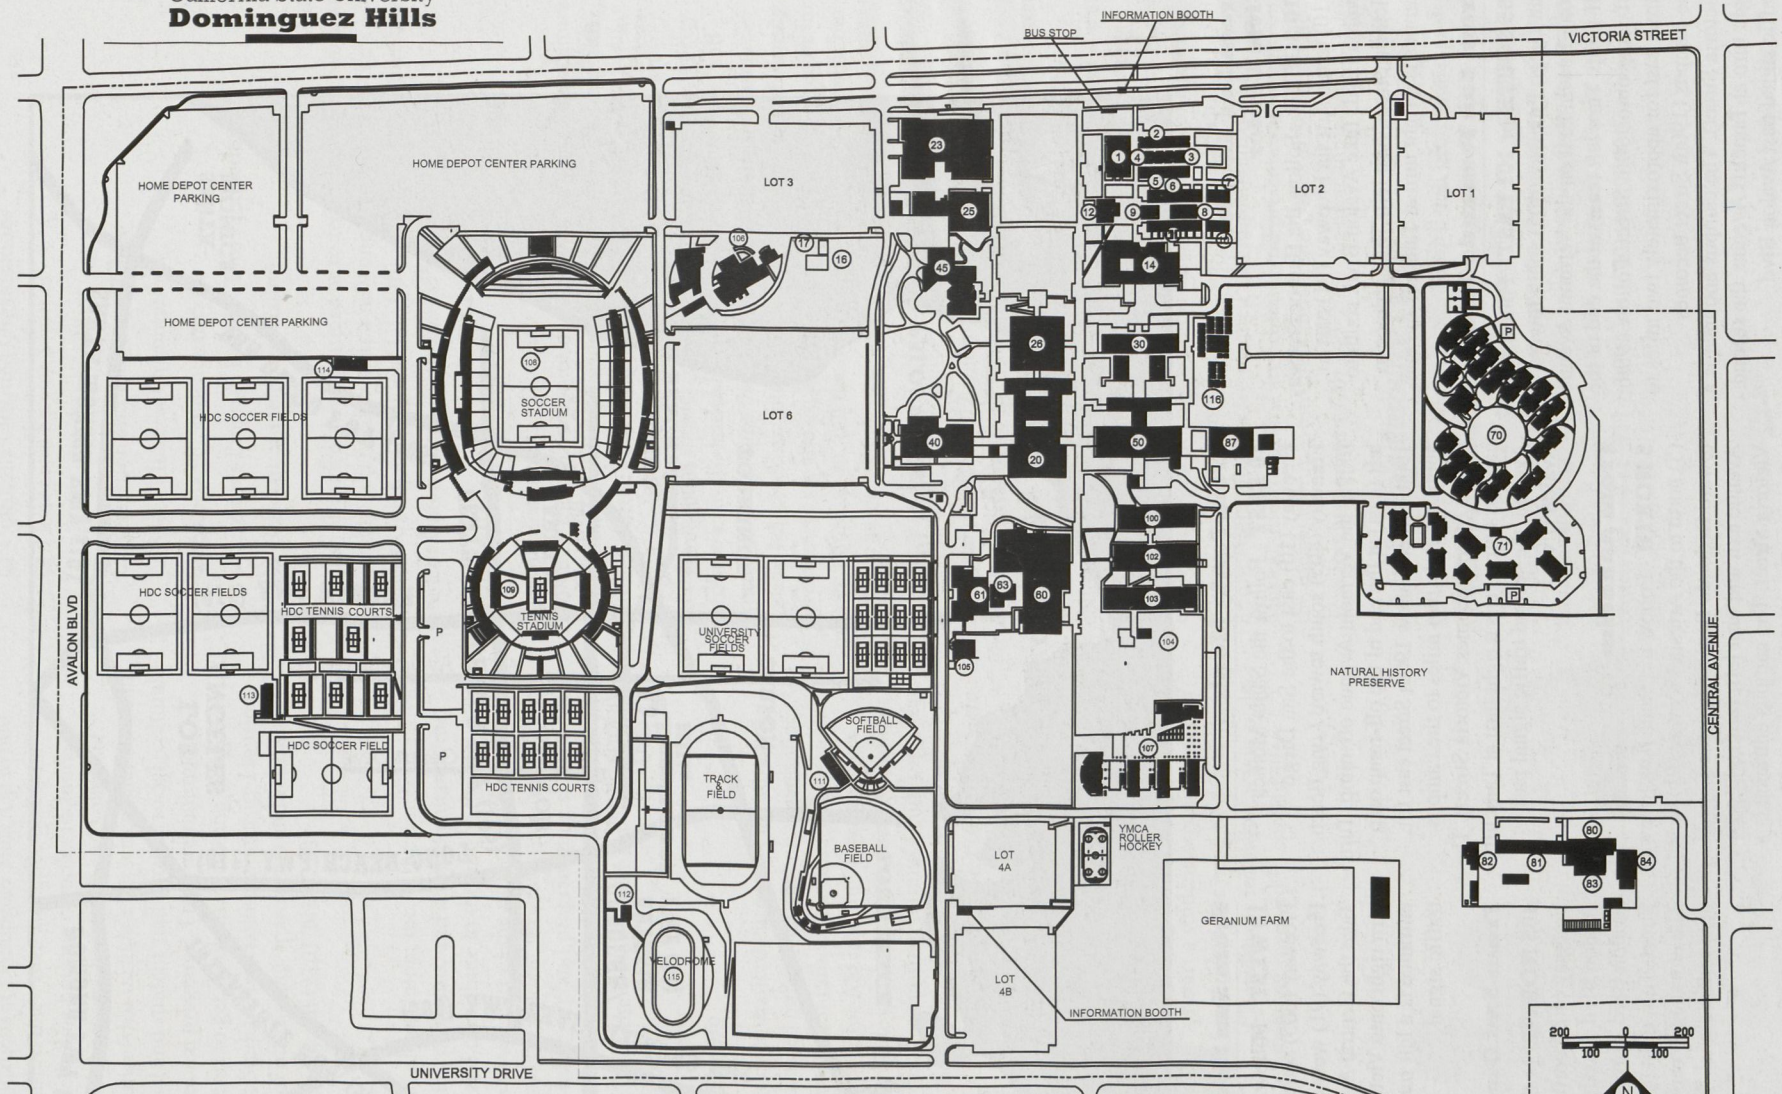 California State University
Dominguez Hills
INFORMATION BOOTH
BUS STOP
VICTORIA STREET
HOME DEPOT CENTER PARKING
HOME DEPOT CENTER
PARKING
LOT 3
LOT 2
LOT 1
23
1
2
4
3
5
6
7
25
12
9
8
106
17
16
45
14
HOME DEPOT CENTER PARKING
114
108
SOCCER
STADIUM
26
30
P
116
HDC SOCCER FIELDS
LOT 6
40
20
50
87
70
100
102
71
109
TENNIS
STADIUM
61
63
60
103
P
HDC SOCCER FIELDS
HDC TENNIS COURTS
P
UNIVERSITY
SOCCER
FIELDS
105
104
AVALON BLVD
NATURAL HISTORY
PRESERVE
CENTRAL AVENUE
113
SOFTBALL
FIELD
HDC SOCCER FIELD
P
107
HDC TENNIS COURTS
TRACK
&
FIELD
111
YMCA
ROLLER
HOCKEY
BASEBALL
FIELD
LOT
4A
80
82
81
84
83
112
GERANIUM FARM
VELODROME
115
LOT
4B
INFORMATION BOOTH
200 0 200
100 0 100
UNIVERSITY DRIVE
N